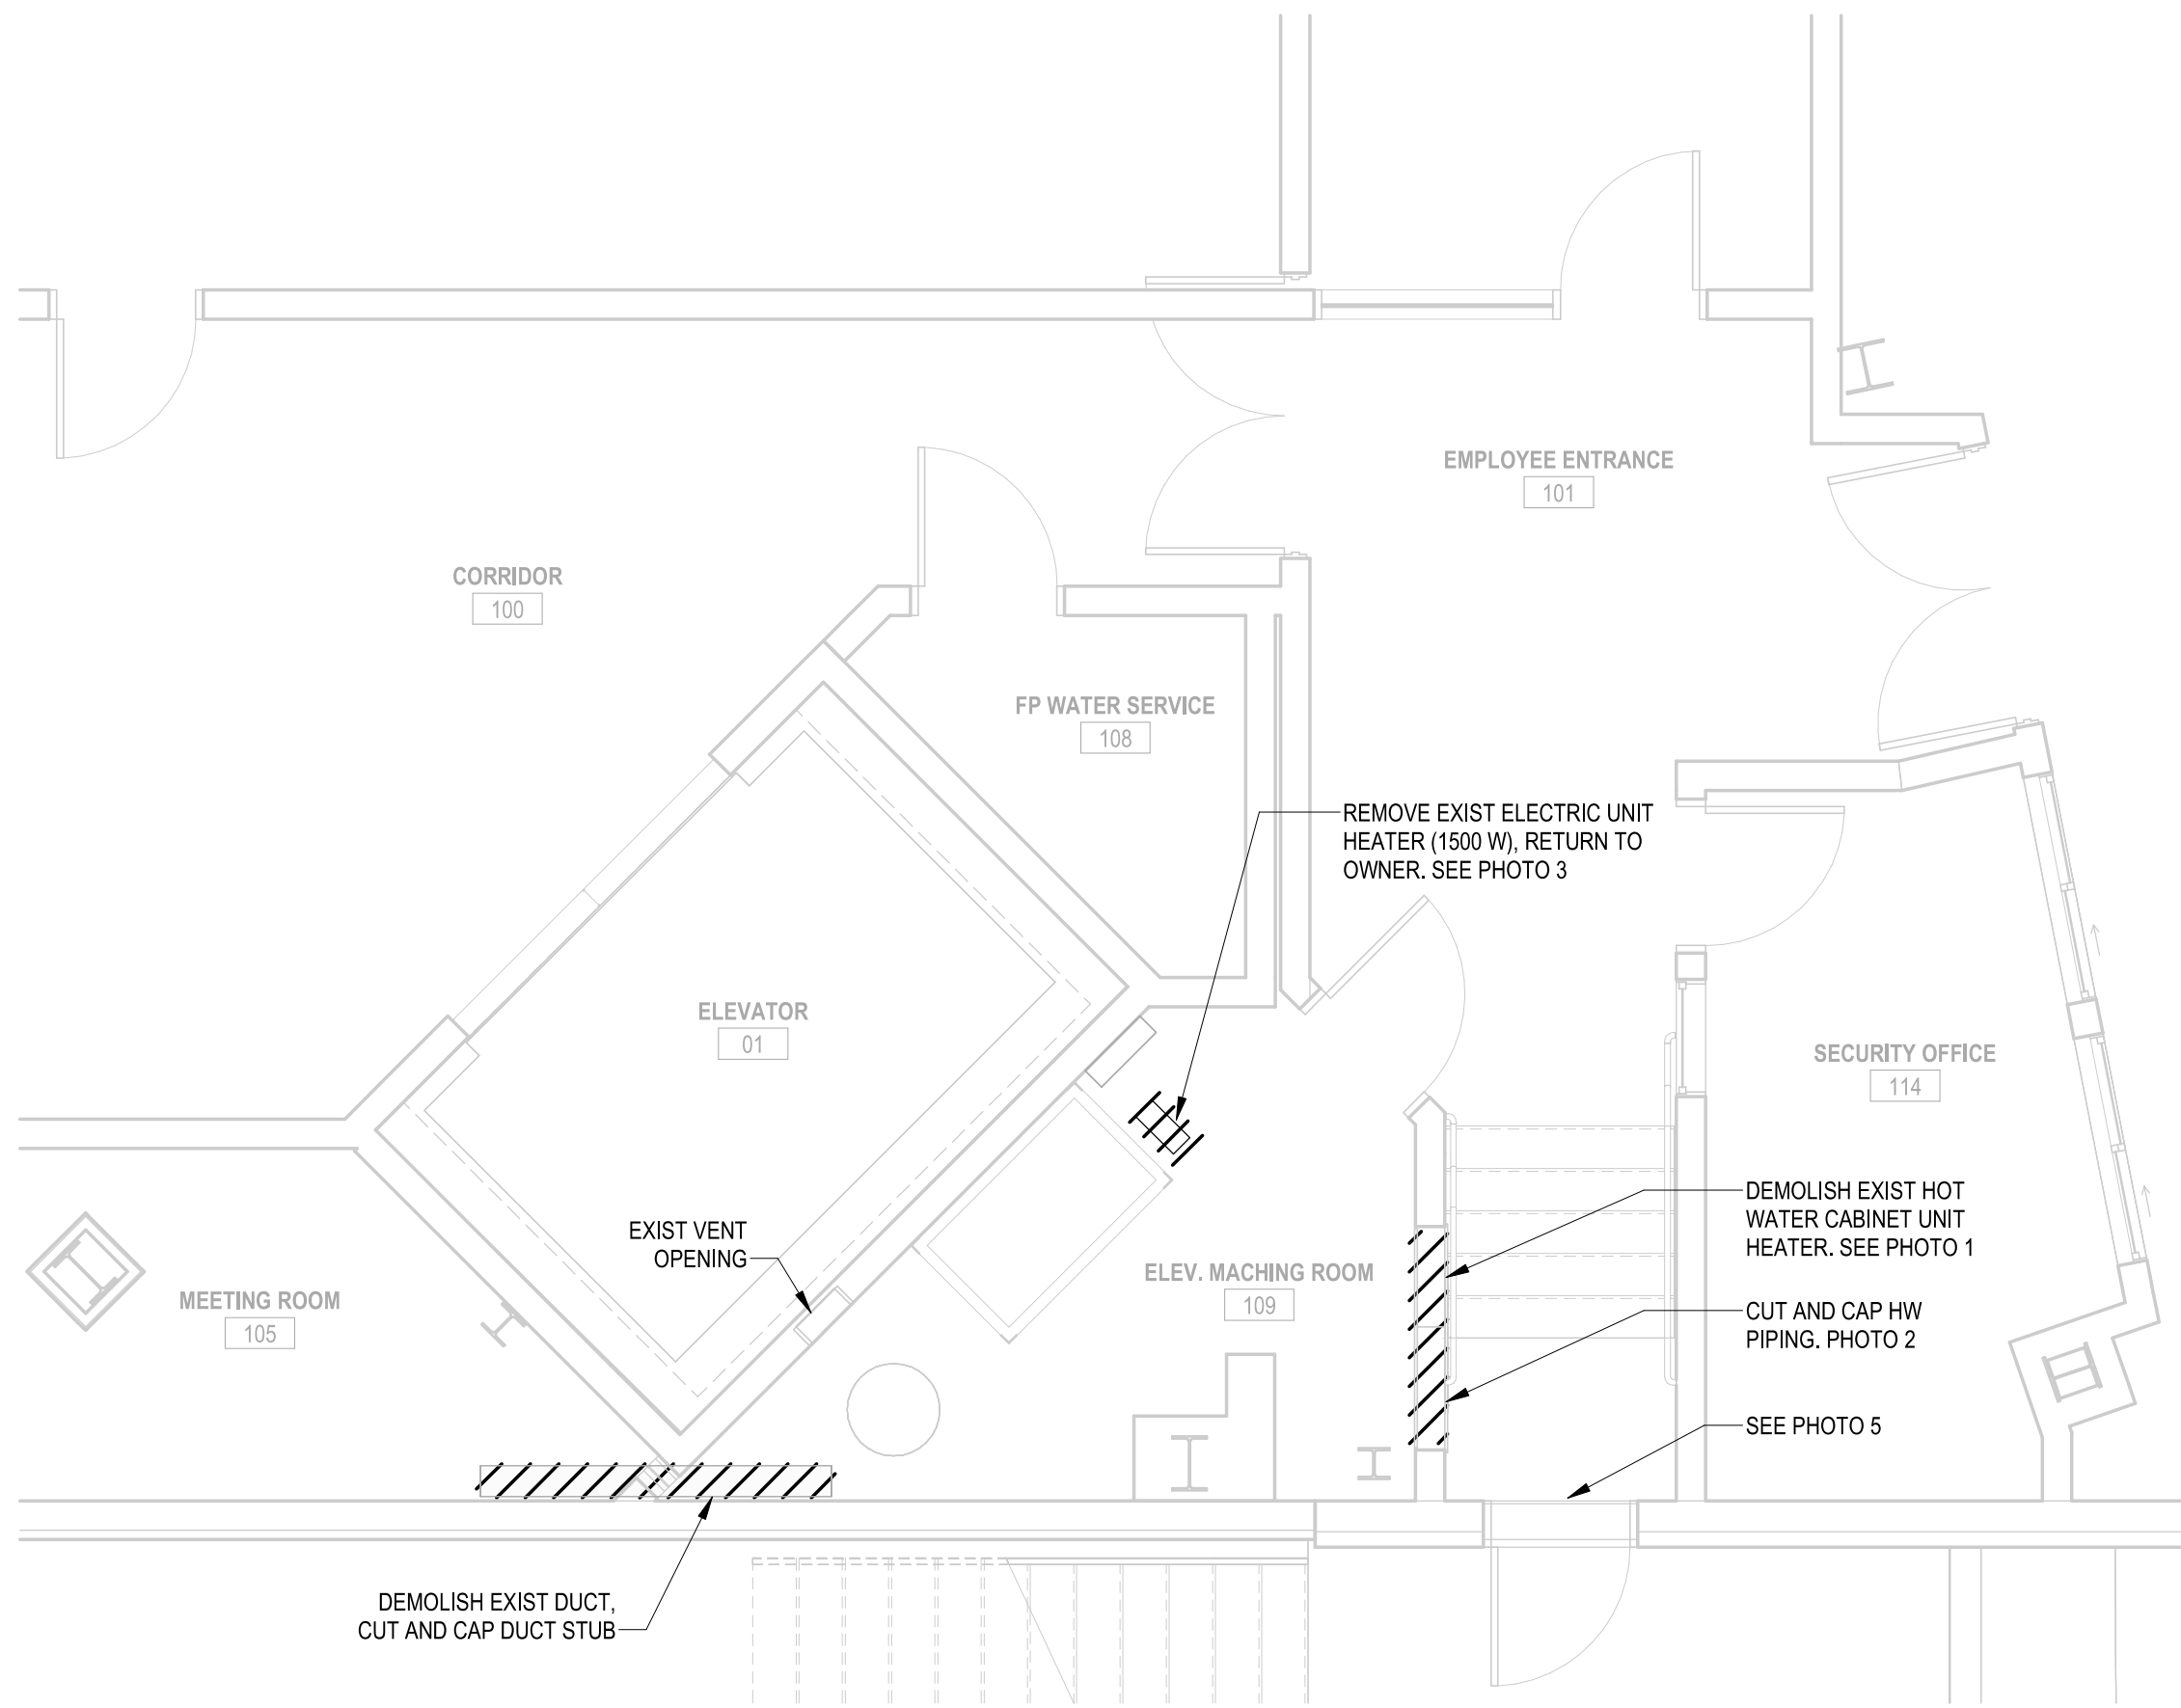 EMPLOYEE ENTRANCE
101
CORRIDOR
100
FP WATER SERVICE
108
REMOVE EXIST ELECTRIC UNIT
HEATER (1500 W), RETURN TO
OWNER. SEE PHOTO 3
ELEVATOR
01
SECURITY OFFICE
114
DEMOLISH EXIST HOT
WATER CABINET UNIT
HEATER. SEE PHOTO 1
EXIST VENT
OPENING
ELEV. MACHING ROOM
109
MEETING ROOM
105
CUT AND CAP HW
PIPING. PHOTO 2
SEE PHOTO 5
DEMOLISH EXIST DUCT,
CUT AND CAP DUCT STUB